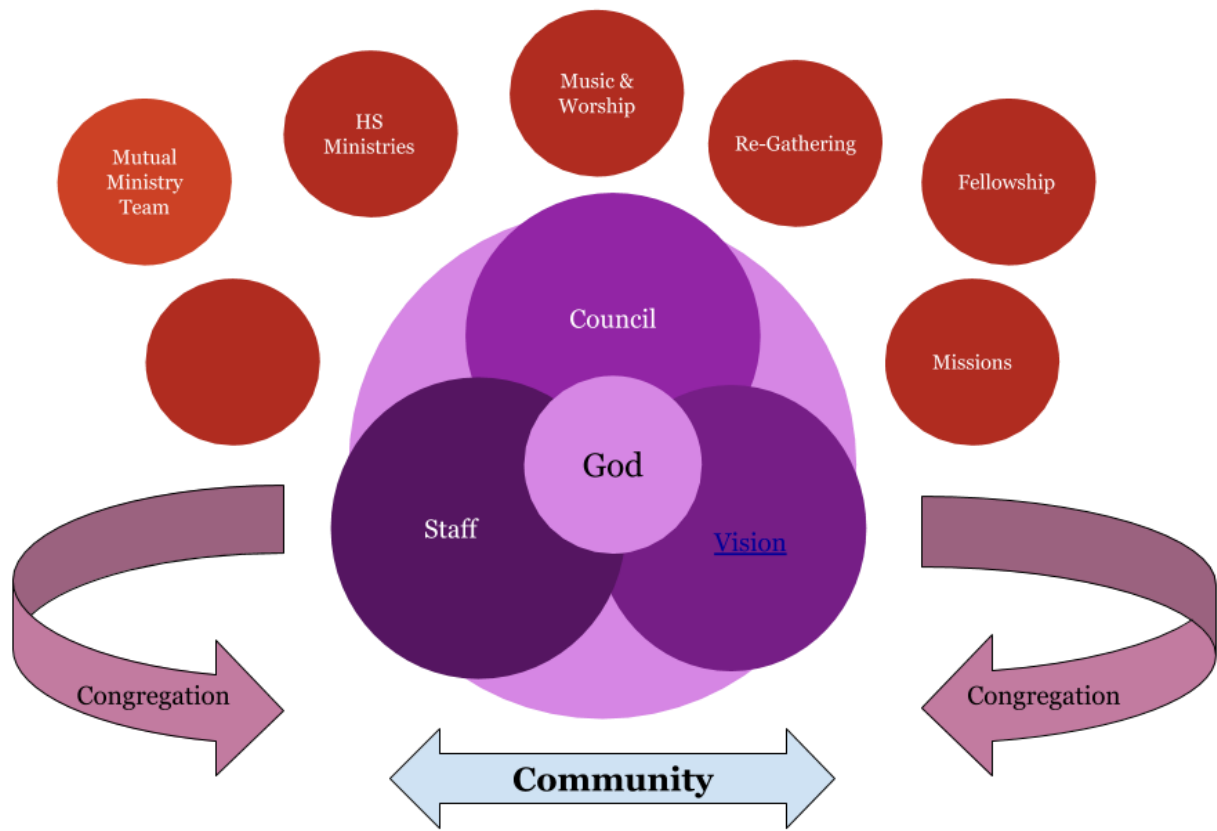 Music &
Worship
HS
Ministries
Re-Gathering
Mutual
Ministry
Team
Fellowship
Council
Missions
God
Staff
Vision
Congregation
Congregation
Community